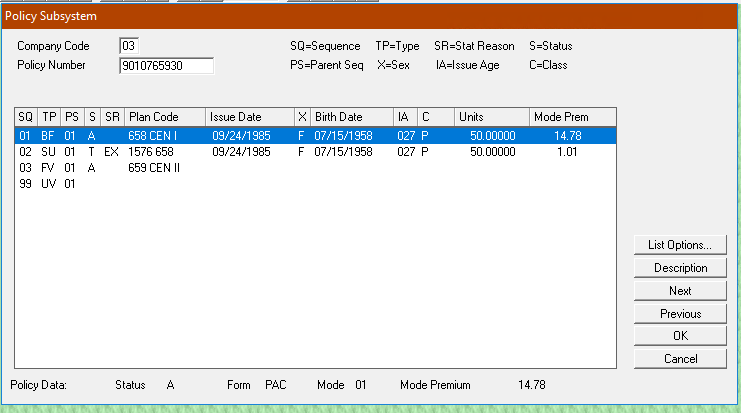 Policy Subsystem
Company Code 03 SQ=Sequence TP=Type SR=Stat Reason S=Status
Policy Number 9010765930 PS=Parent Seq X=Sex IA=Issue Age C=Class
SQ TP PS S SR Plan Code Issue Date X Birth Date IA C Units Mode Prem
01 BF 01 A 658 CEN I 09/24/1985 F 07/15/1958 027 P 50.00000 14.78
02 SU 01 T EX 1576 658 09/24/1985 F 07/15/1958 027 P 50.00000 1.01
03 FV 01 A 659 CEN II
99 UV 01
List Options...
Description
Next
Previous
OK
Cancel
Policy Data: Status A Form PAC Mode 01 Mode Premium 14.78